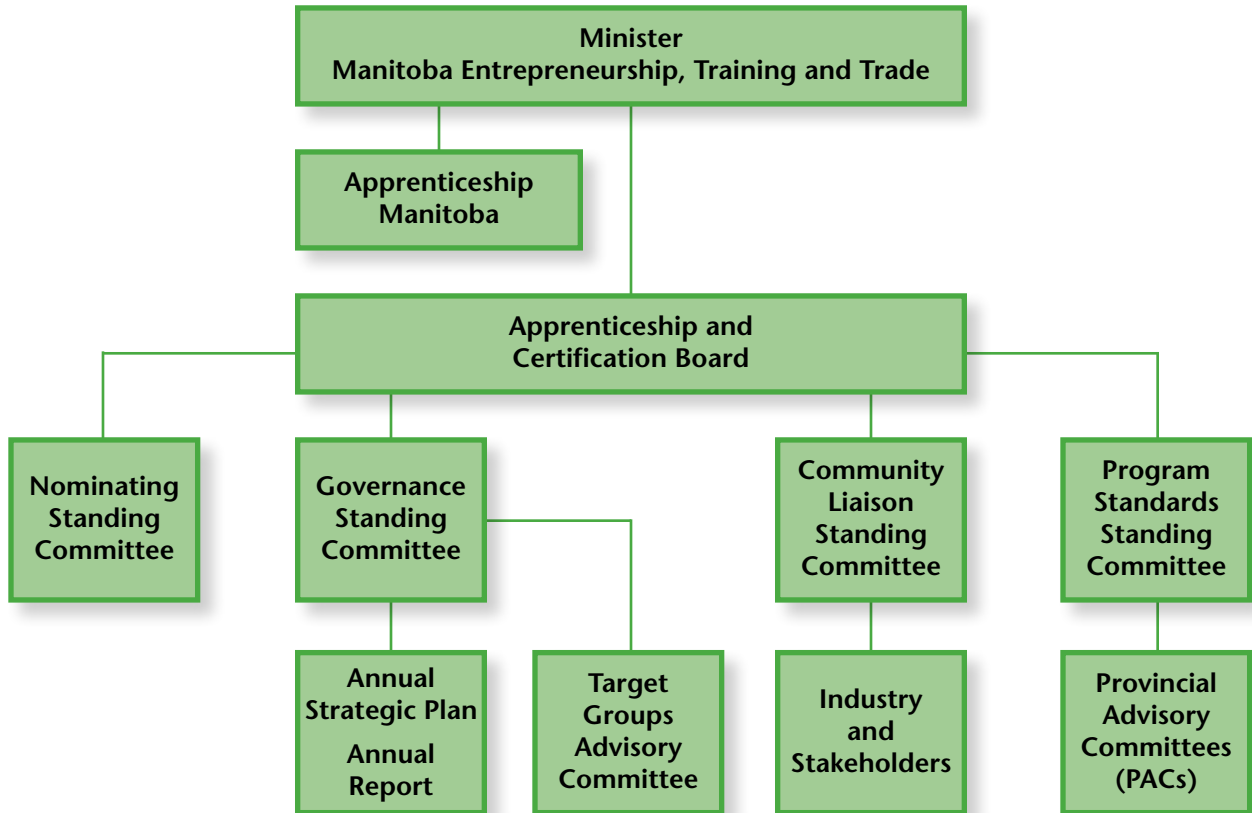 Minister
Manitoba Entrepreneurship, Training and Trade
Apprenticeship
Manitoba
Apprenticeship and
Certification Board
Nominating
Standing
Committee
Governance
Standing
Committee
Community
Liaison
Standing
Committee
Program
Standards
Standing
Committee
Annual
Strategic Plan
Annual
Report
Target
Groups
Advisory
Committee
Industry
and
Stakeholders
Provincial
Advisory
Committees
(PACs)